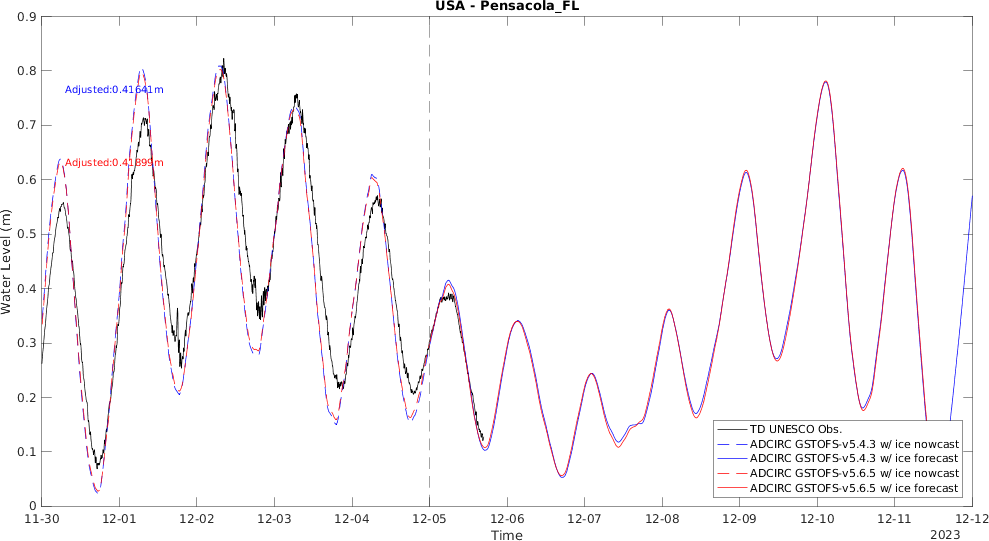 USA - Pensacola_FL
0.9
0.8
0.7
0.6
0.5
0.4
0.3
0.2
0.1
0
Water Level (m)
Adjusted:0.41641m
Adjusted:0.41899m
TD UNESCO Obs.
ADCIRC GSTOFS-v5.4.3 w/ ice nowcast
ADCIRC GSTOFS-v5.4.3 w/ ice forecast
ADCIRC GSTOFS-v5.6.5 w/ ice nowcast
ADCIRC GSTOFS-v5.6.5 w/ ice forecast
11-30 12-01 12-02 12-03 12-04 12-05 12-06 12-07 12-08 12-09 12-10 12-11 12-12
Time
2023